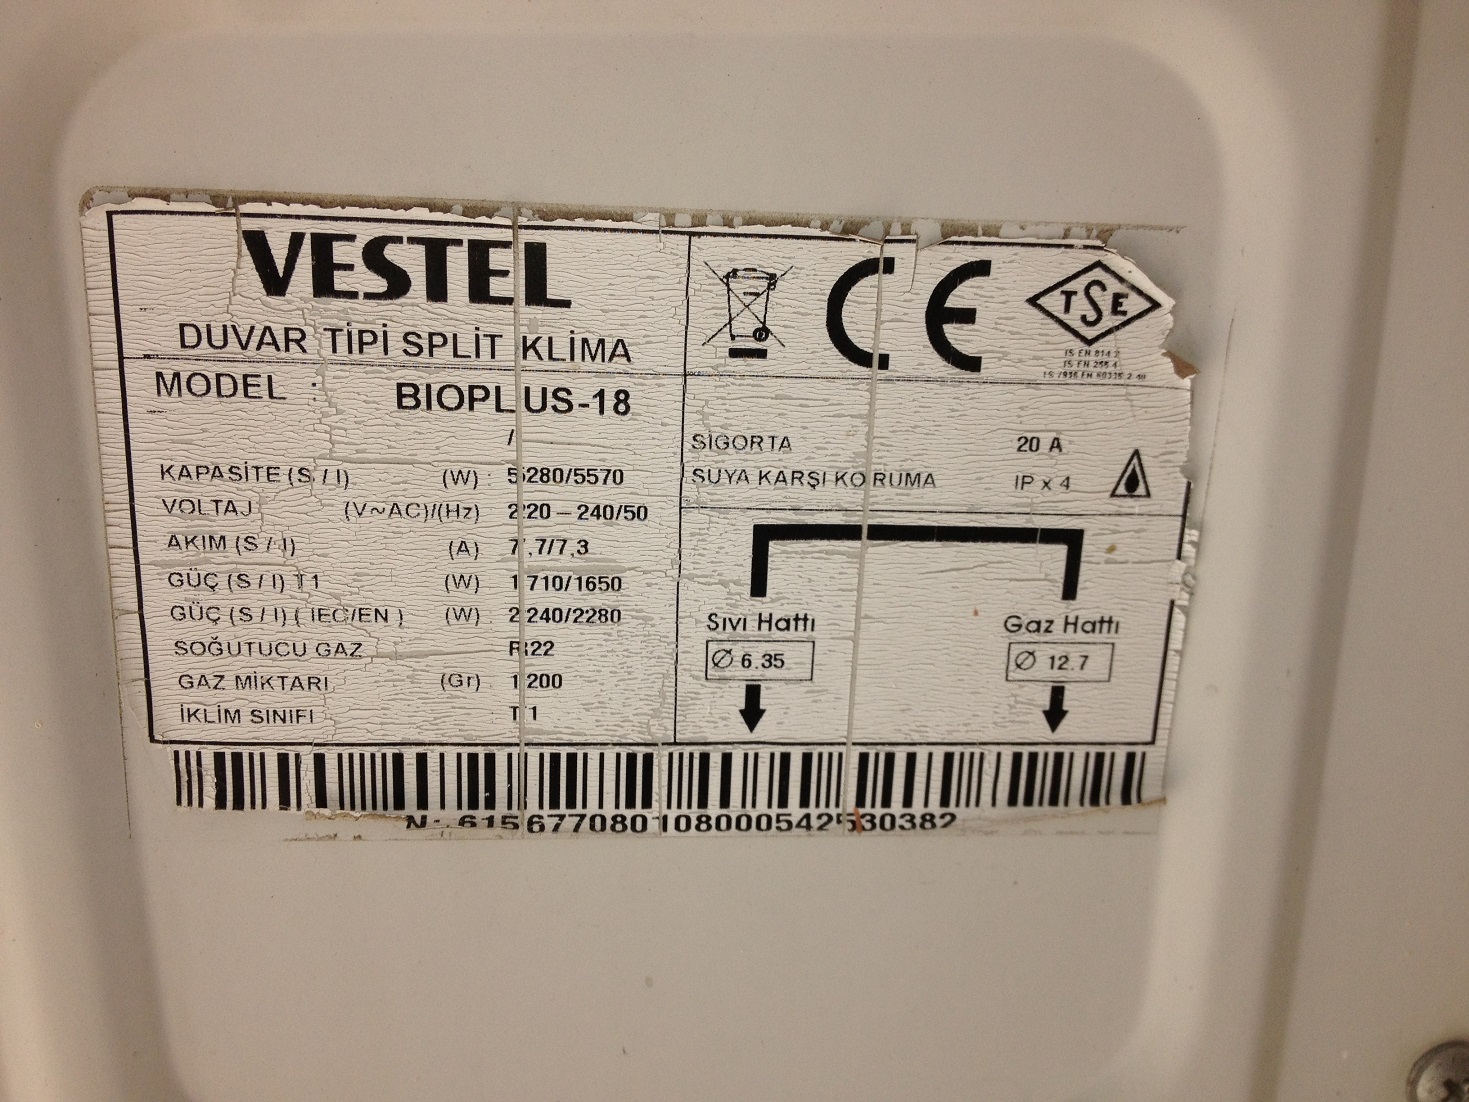 VESTEL
DUVAR TİPİ SPLİT KLİMA
MODEL : BIOPLUS-18
/
KAPASİTE (S / I) (W) : 5280/5570
VOLTAJ (V~AC)/(Hz) 220 – 240/50
AKIM (S / I) (A) 7,7/7,3
GÜÇ (S / I) T1 (W) 1710/1650
GÜÇ (S / I) ( IEC/EN ) (W) : 2240/2280
SOĞUTUCU GAZ R22
GAZ MİKTARI (Gr) 1200
İKLİM SINIFI T1
CE
TSE
SİGORTA 20 A
SUYA KARŞI KORUMA IP x 4
Sıvı Hattı Gaz Hattı
Ø 6.35 Ø 12.7
N: 615677080108000542530382